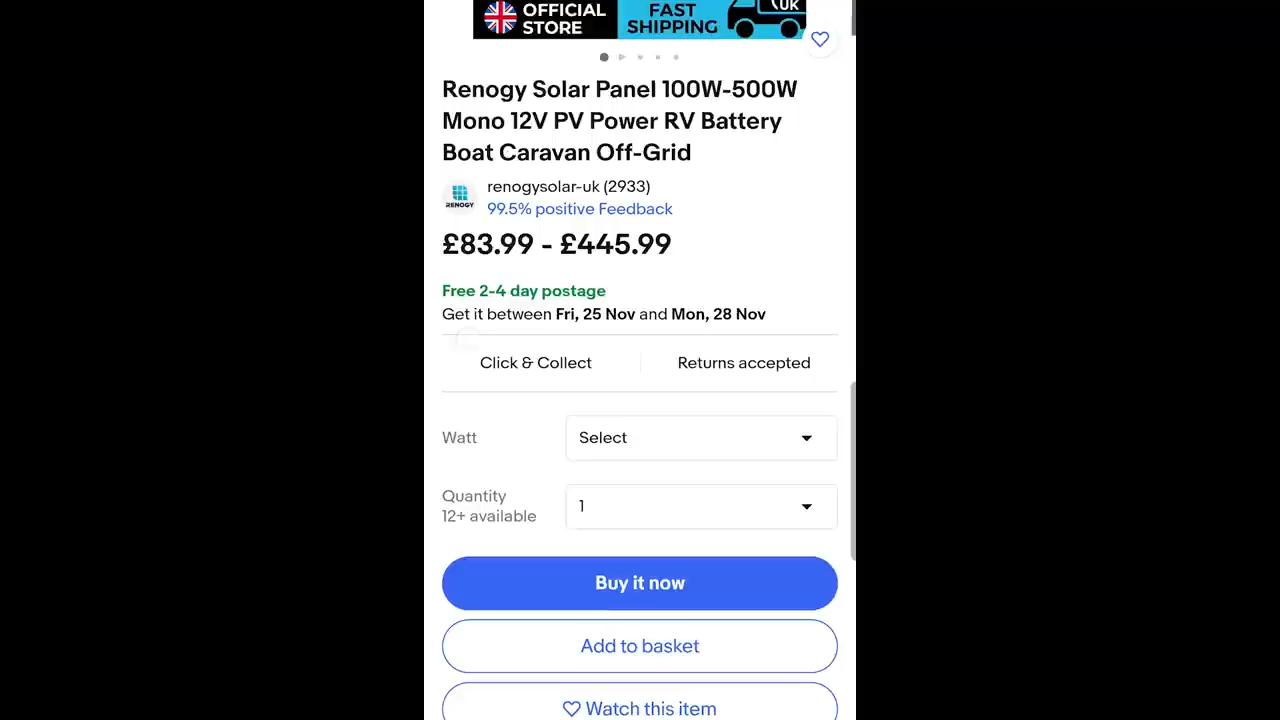 OFFICIAL
STORE
FAST
SHIPPING
UK
Renogy Solar Panel 100W-500W
Mono 12V PV Power RV Battery
Boat Caravan Off-Grid
RENOGY
renogysolar-uk (2933)
99.5% positive Feedback
£83.99 - £445.99
Free 2-4 day postage
Get it between Fri, 25 Nov and Mon, 28 Nov
Click & Collect
Returns accepted
Watt
Select
Quantity
12+ available
1
Buy it now
Add to basket
Watch this item